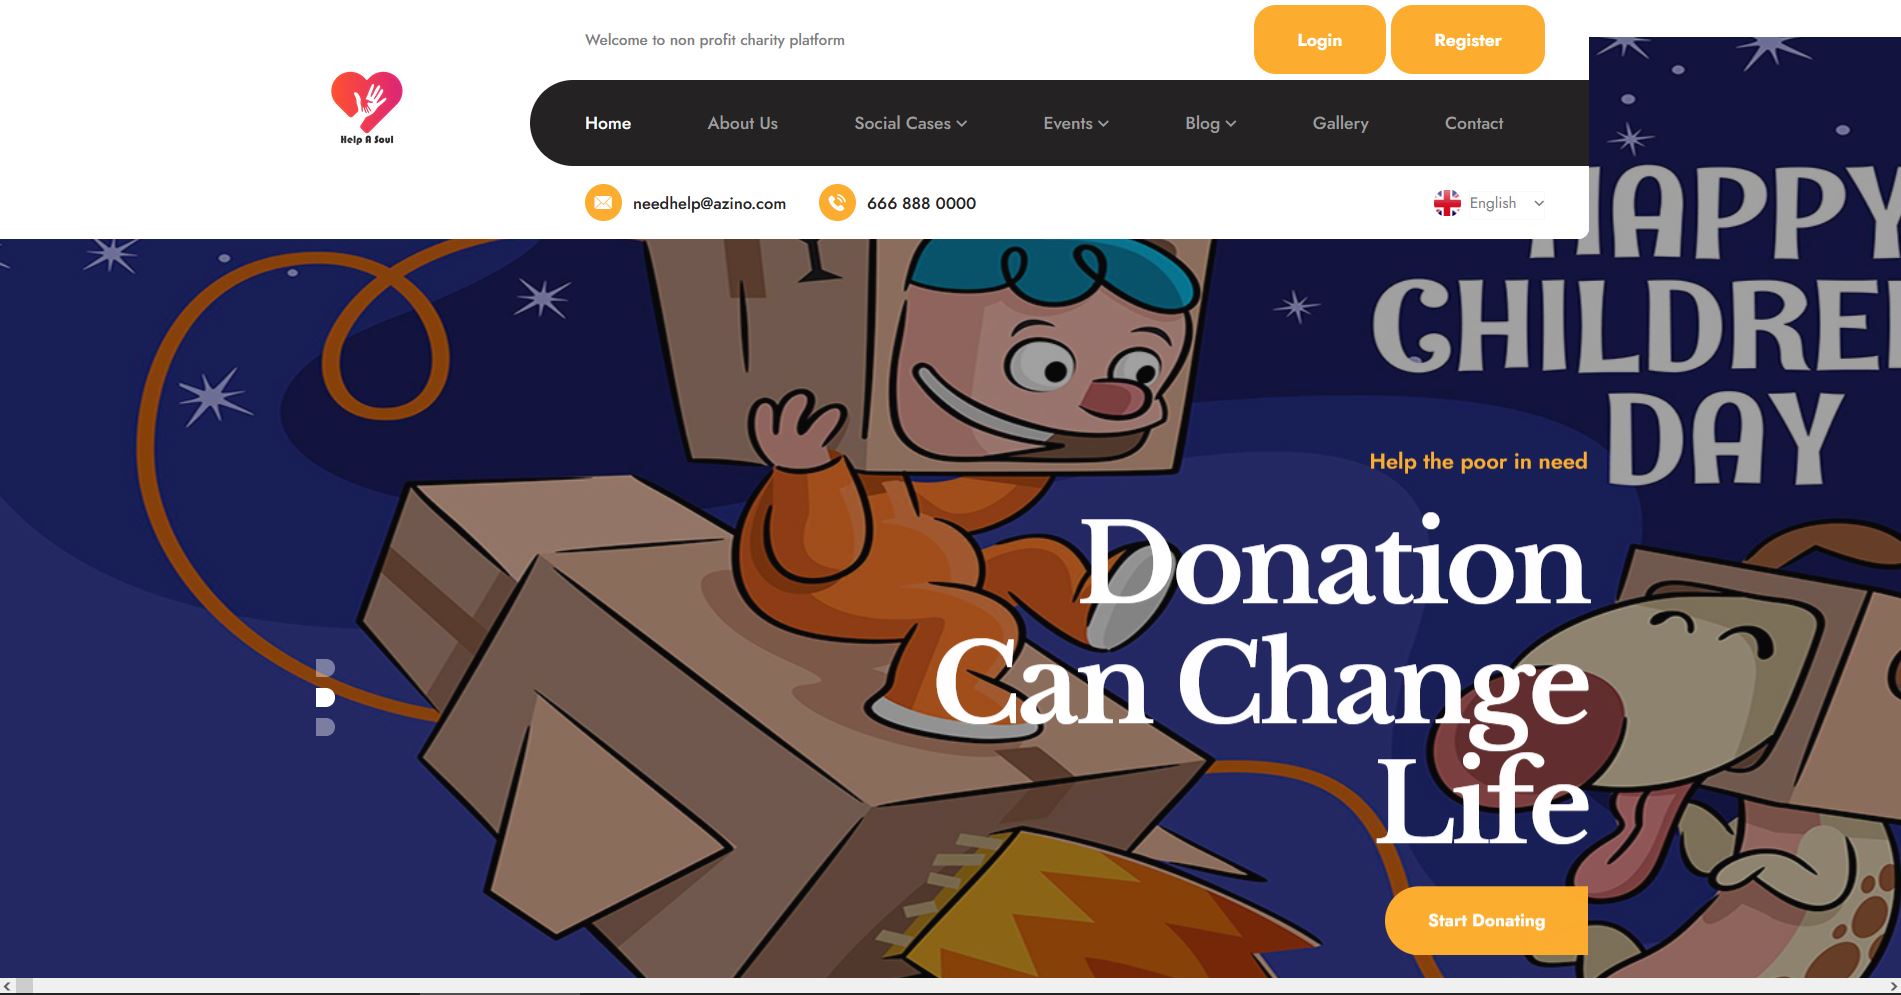 Welcome to non profit charity platform
Login
Register
Help A Soul
Home
About Us
Social Cases
Events
Blog
Gallery
Contact
needhelp@azino.com
666 888 0000
English
HAPPY
CHILDRE
DAY
Help the poor in need
Donation
Can Change
Life
Start Donating